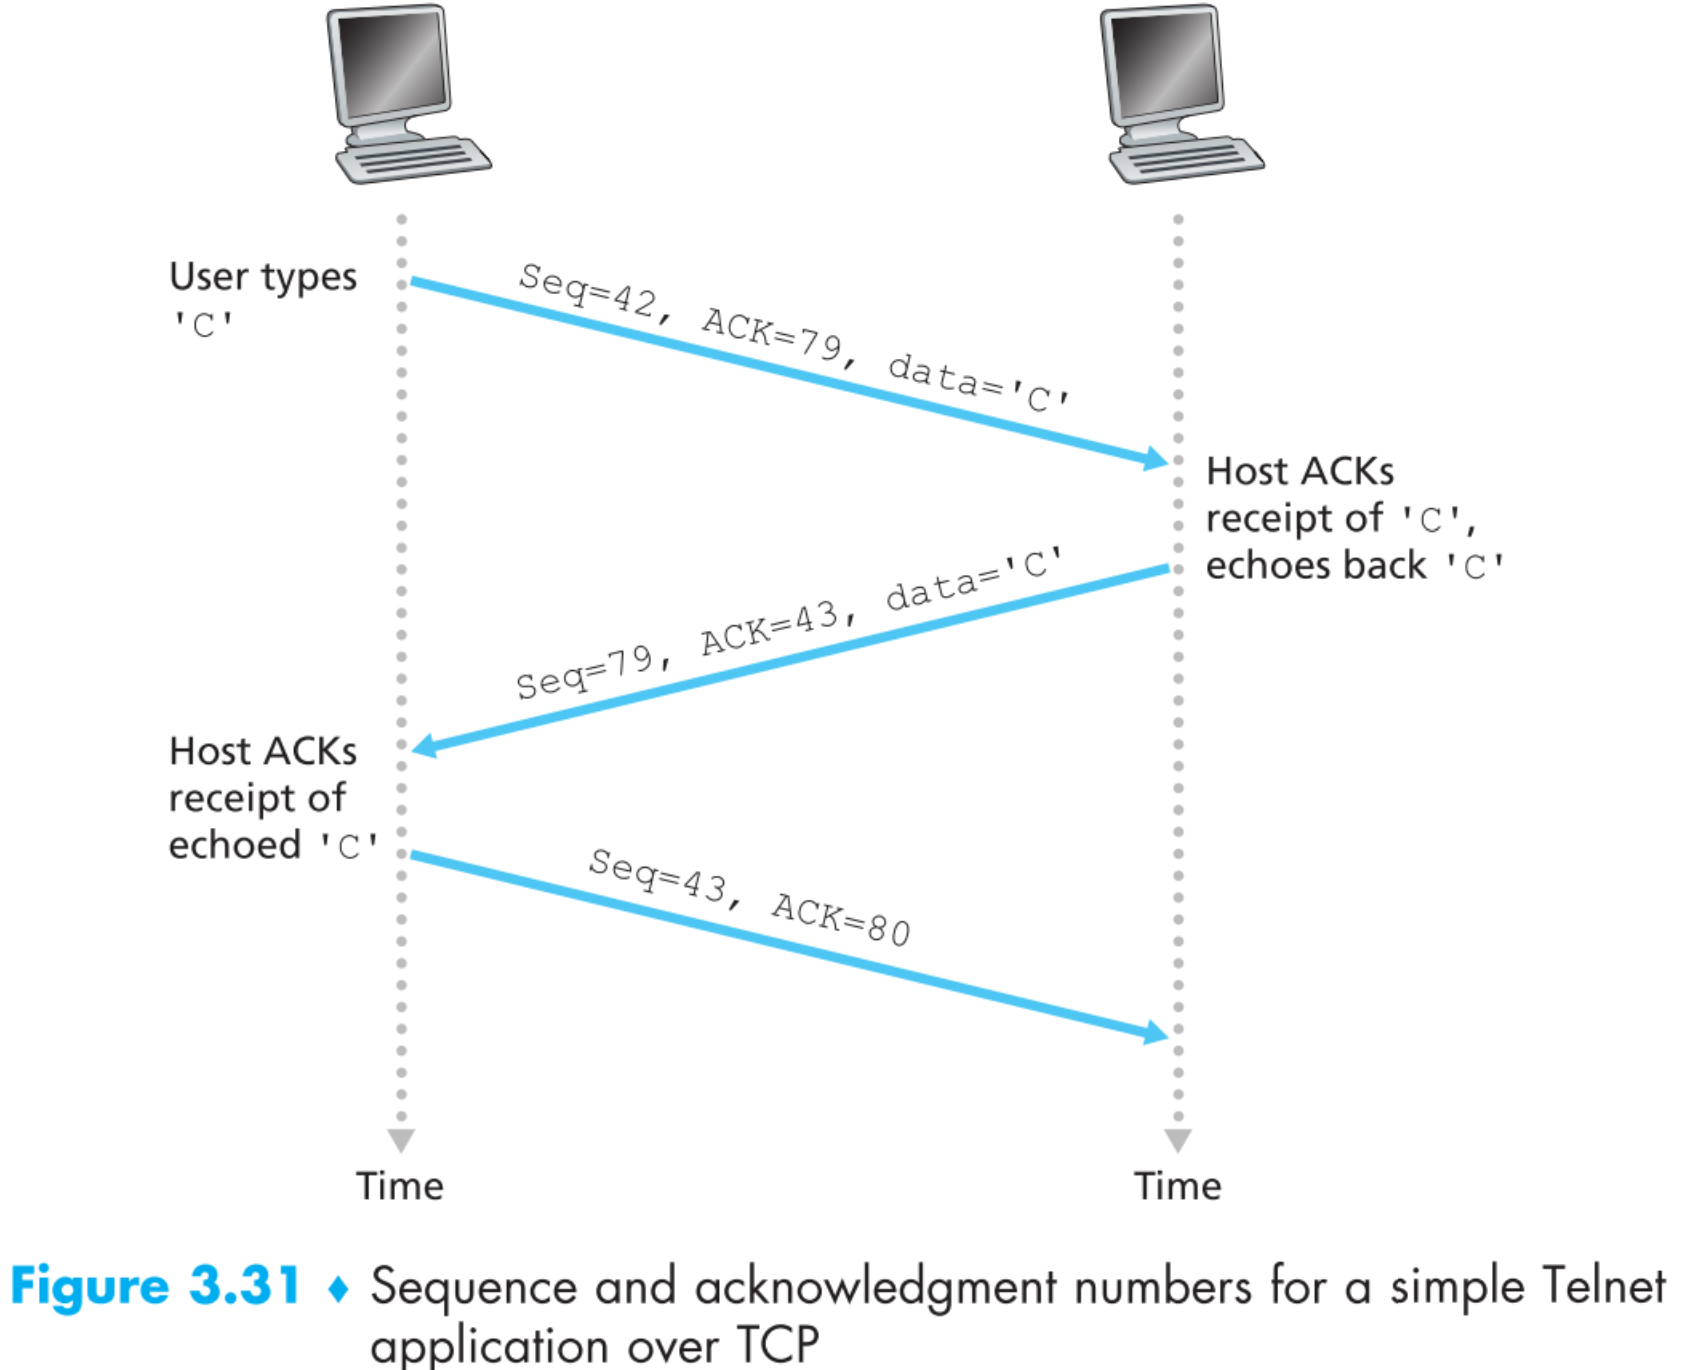 User types
'C'
Seq=42, ACK=79, data='C'
Host ACKs
receipt of 'C',
echoes back 'C'
Seq=79, ACK=43, data='C'
Host ACKs
receipt of
echoed 'C'
Seq=43, ACK=80
Time
Time
Figure 3.31 ♦ Sequence and acknowledgment numbers for a simple Telnet
application over TCP